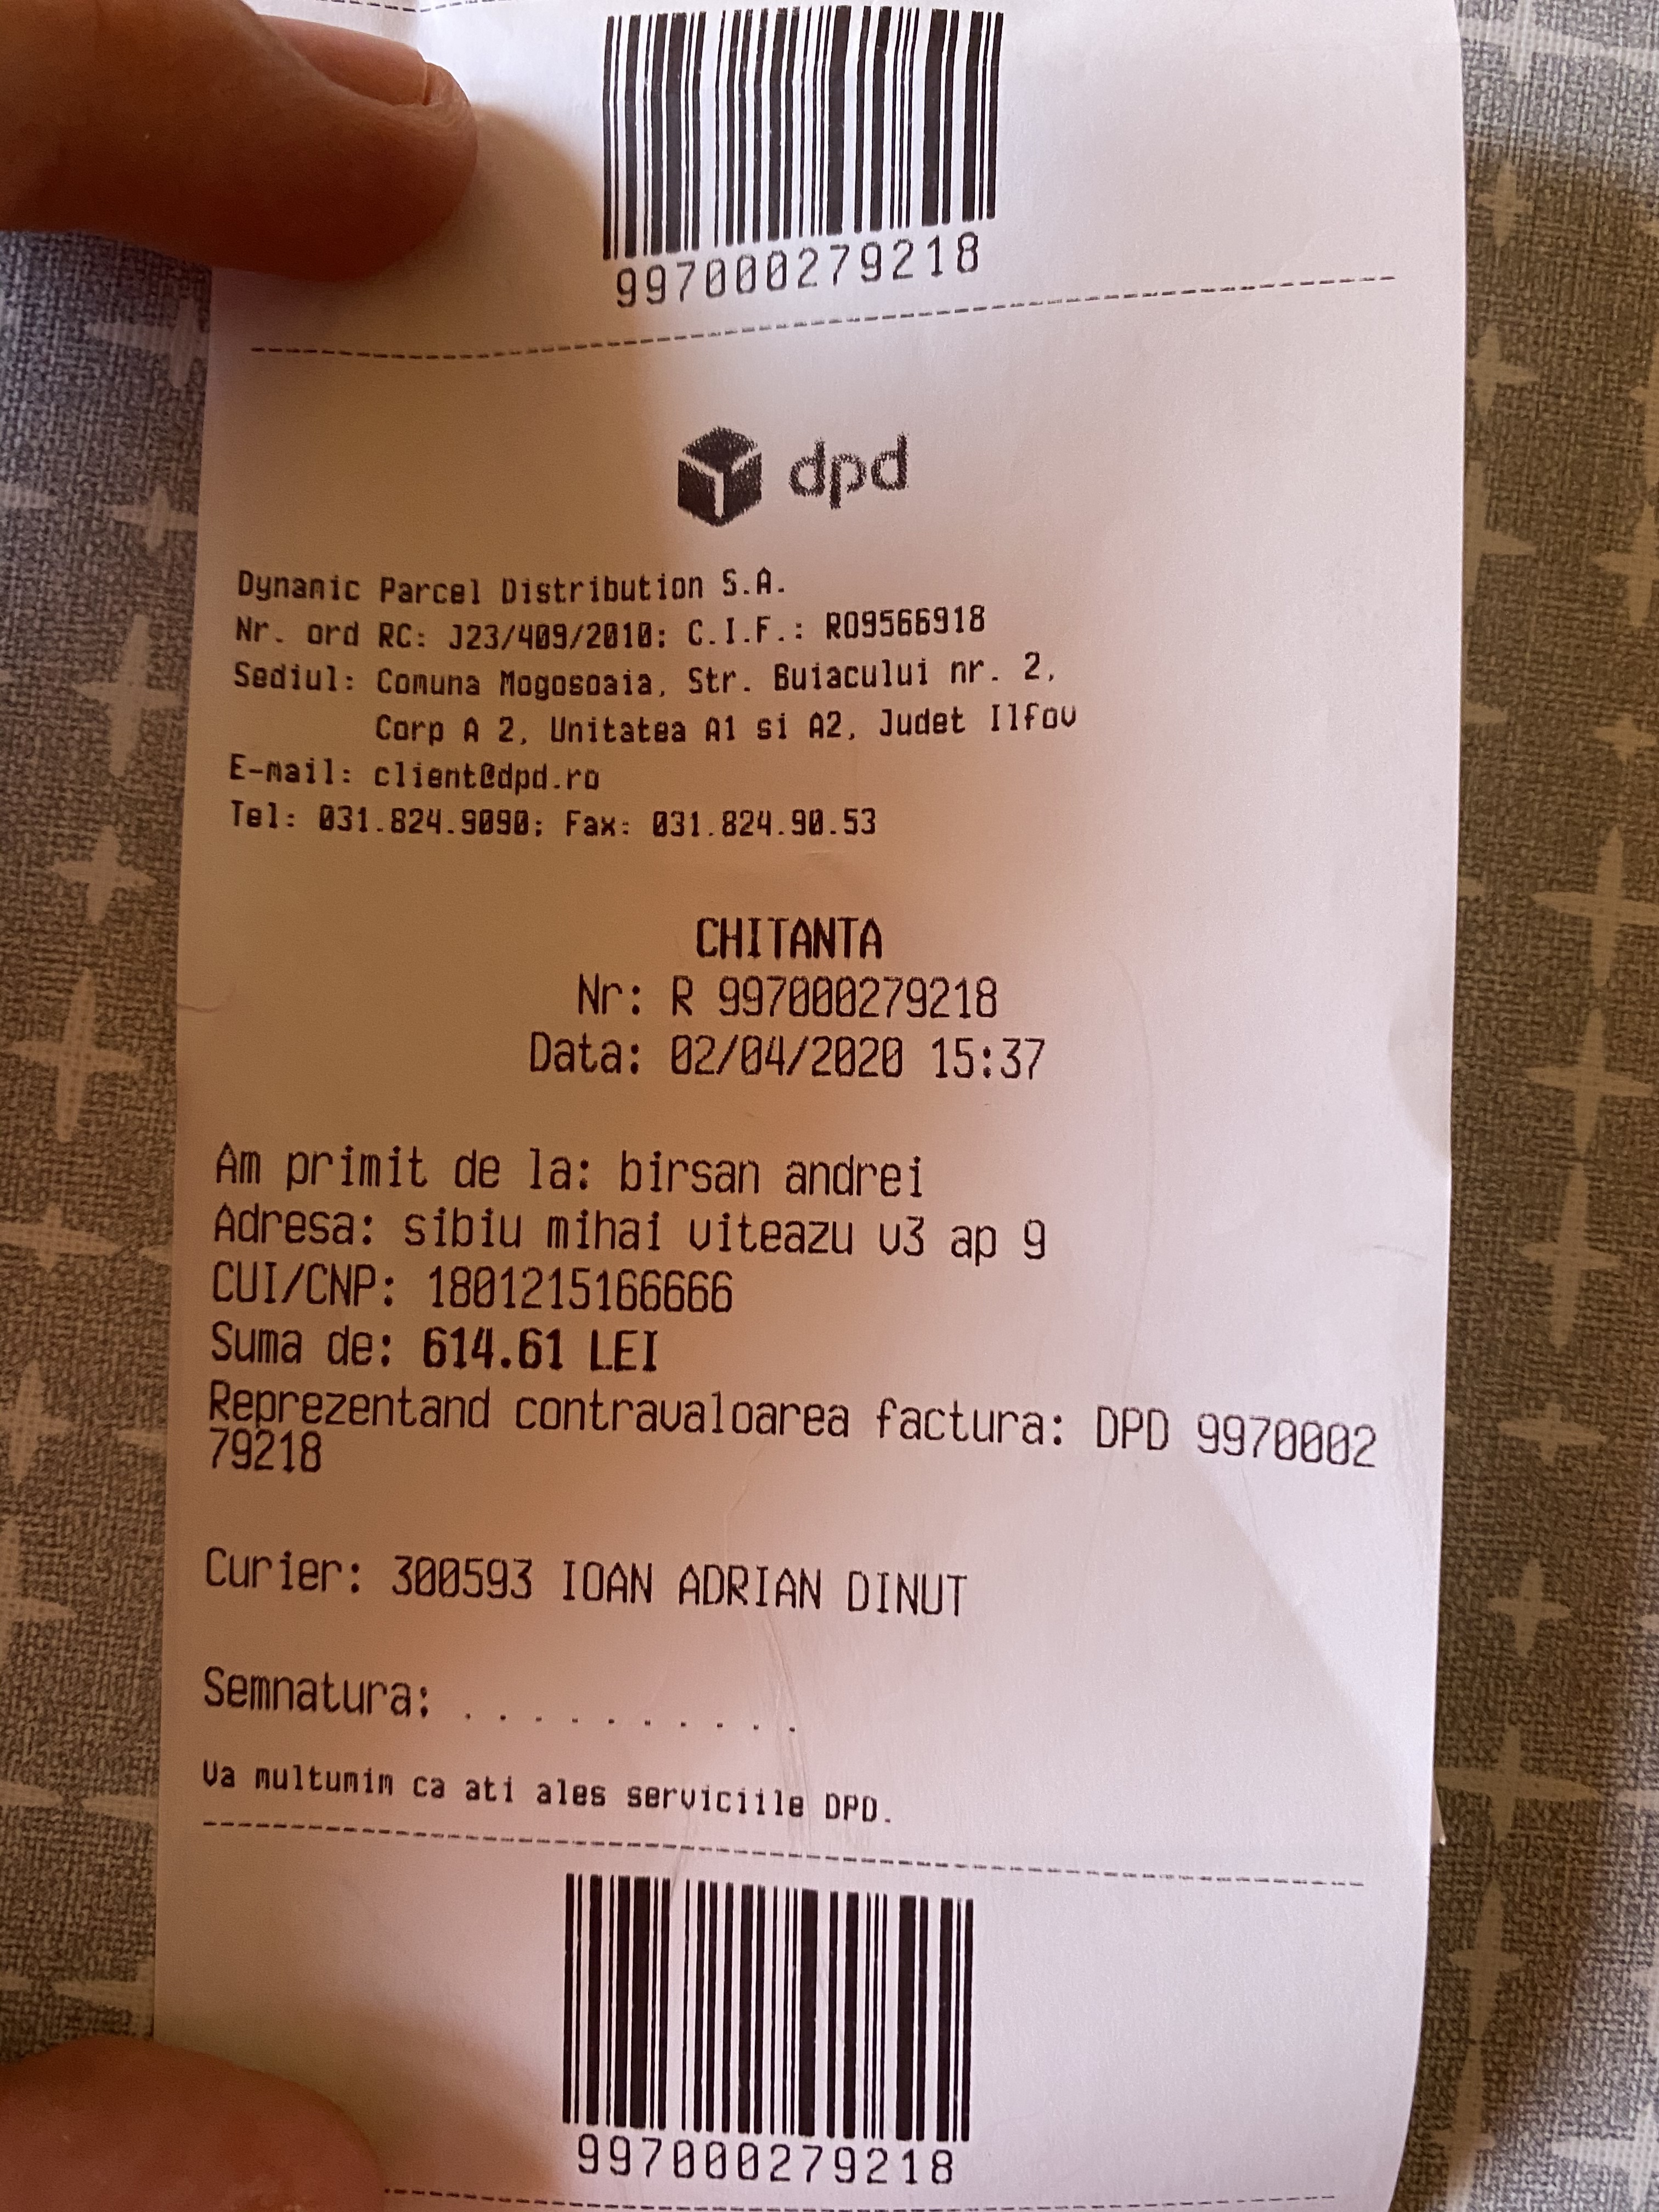 997000279218
dpd
Dynamic Parcel Distribution S.A.
Nr. ord RC: J23/409/2010; C.I.F.: RO9566918
Sediul: Comuna Mogosoaia, Str. Buiacului nr. 2,
Corp A 2, Unitatea A1 si A2, Judet Ilfov
E-mail: client@dpd.ro
Tel: 031.824.9090; Fax: 031.824.90.53
CHITANTA
Nr: R 997000279218
Data: 02/04/2020 15:37
Am primit de la: birsan andrei
Adresa: sibiu mihai viteazu v3 ap 9
CUI/CNP: 1801215166666
Suma de: 614.61 LEI
Reprezentand contravaloarea factura: DPD 9970002
79218
Curier: 300593 IOAN ADRIAN DINUT
Semnatura: . . . . . . . . . .
Va multumim ca ati ales serviciile DPD.
997000279218